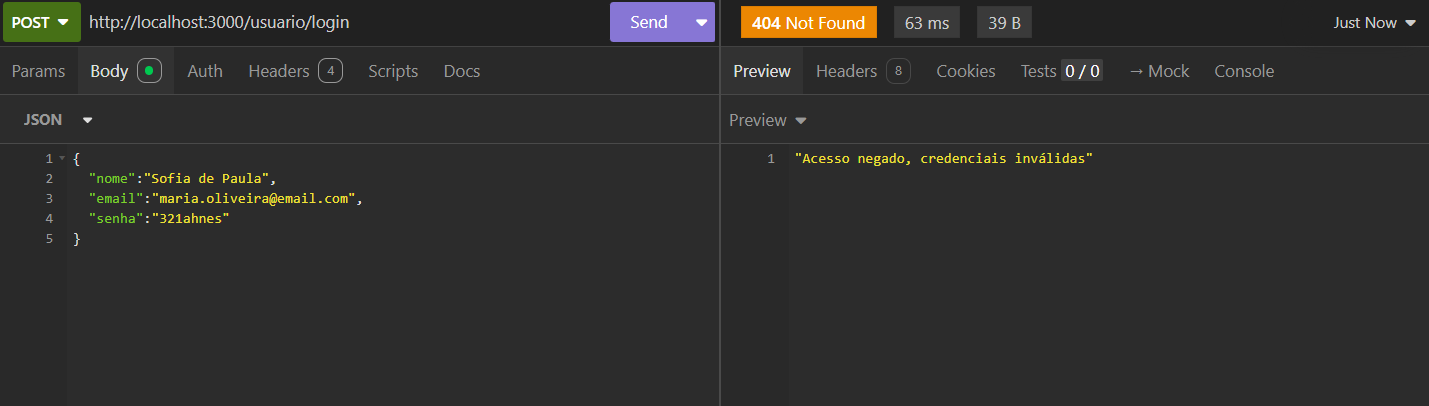 POST http://localhost:3000/usuario/login Send
404 Not Found 63 ms 39 B Just Now
Params Body Auth Headers 4 Scripts Docs
Preview Headers 8 Cookies Tests 0 / 0 → Mock Console
JSON
Preview
1 {
2 "nome":"Sofia de Paula",
3 "email":"maria.oliveira@email.com",
4 "senha":"321ahnes"
5 }
1 "Acesso negado, credenciais inválidas"